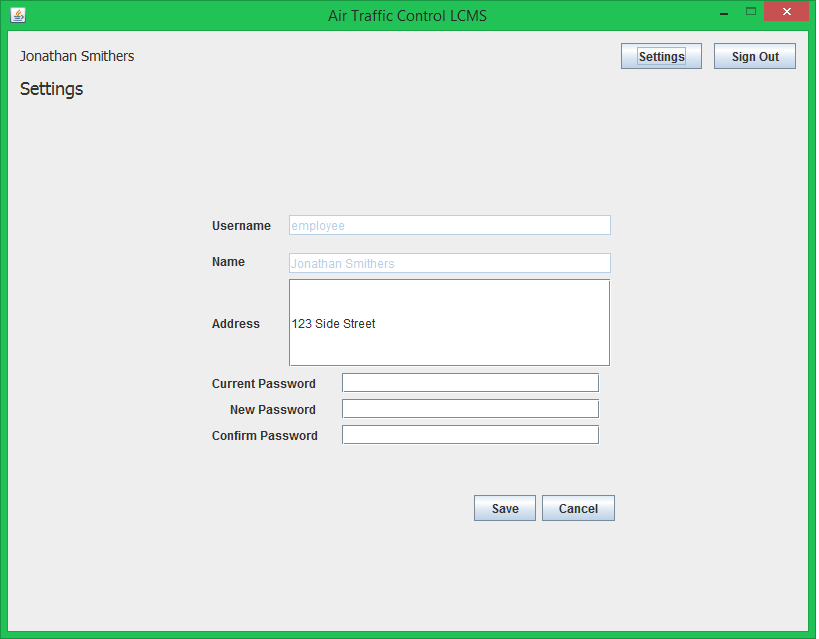 Air Traffic Control LCMS
Jonathan Smithers
Settings
Sign Out
Settings
Username
employee
Name
Jonathan Smithers
Address
123 Side Street
Current Password
New Password
Confirm Password
Save
Cancel